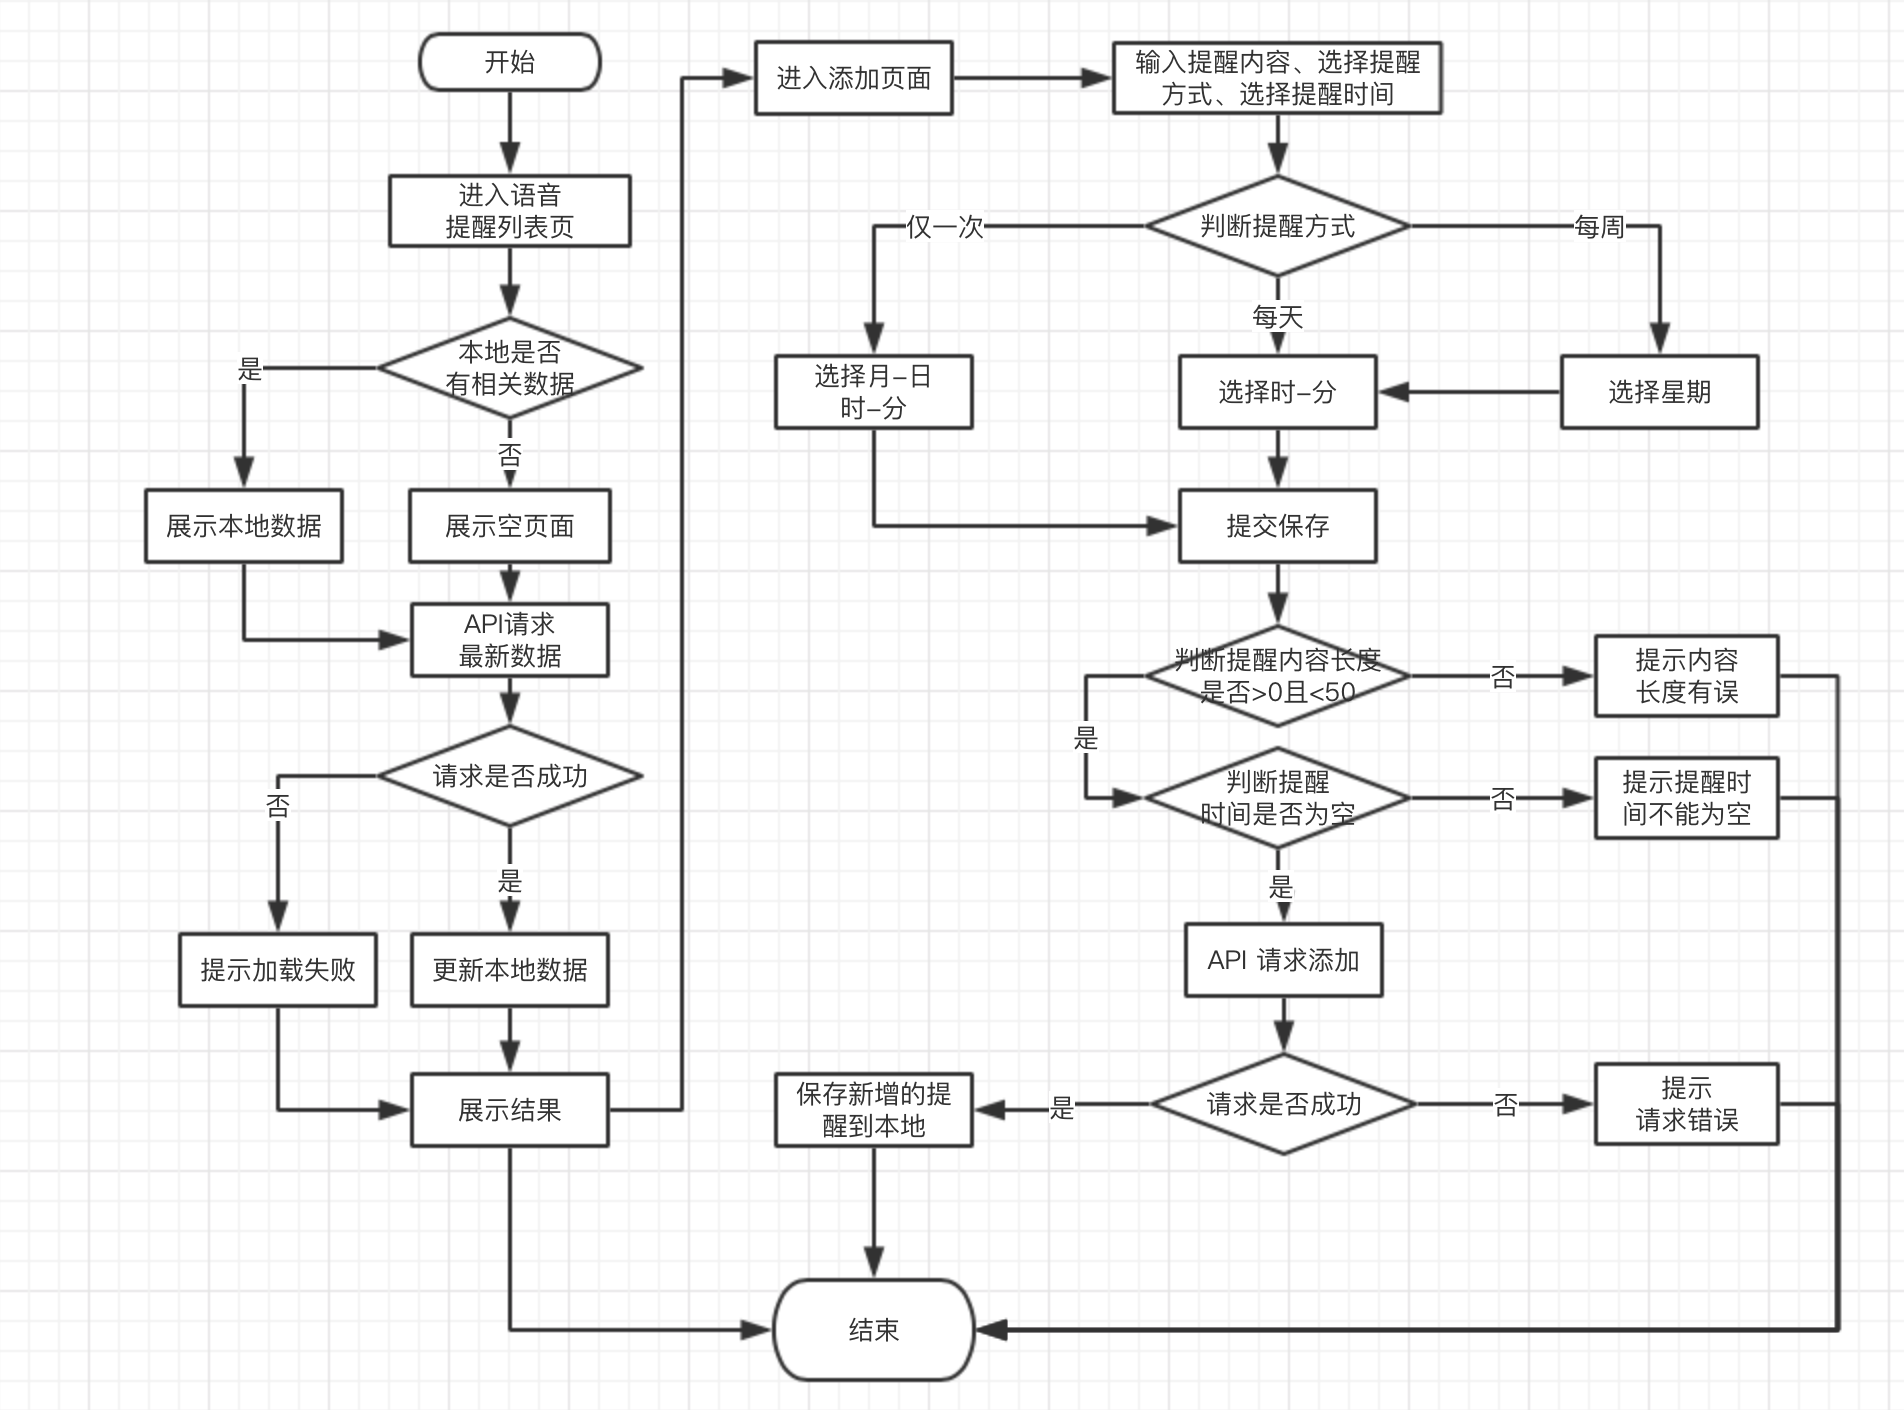 开始
进入语音
提醒列表页
本地是否
有相关数据
是
否
展示本地数据
展示空页面
API请求
最新数据
请求是否成功
否
是
提示加载失败
更新本地数据
展示结果
进入添加页面
输入提醒内容、选择提醒
方式、选择提醒时间
判断提醒方式
仅一次
每天
每周
选择月-日
时-分
选择时-分
选择星期
提交保存
判断提醒内容长度
是否>0且<50
否
提示内容
长度有误
是
判断提醒
时间是否为空
否
提示提醒时
间不能为空
是
API 请求添加
请求是否成功
是
否
保存新增的提
醒到本地
提示
请求错误
结束